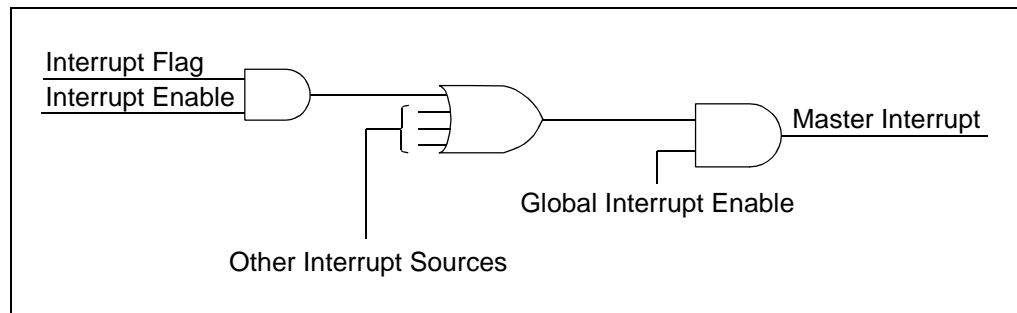 Interrupt Flag
Interrupt Enable
Master Interrupt
Global Interrupt Enable
Other Interrupt Sources